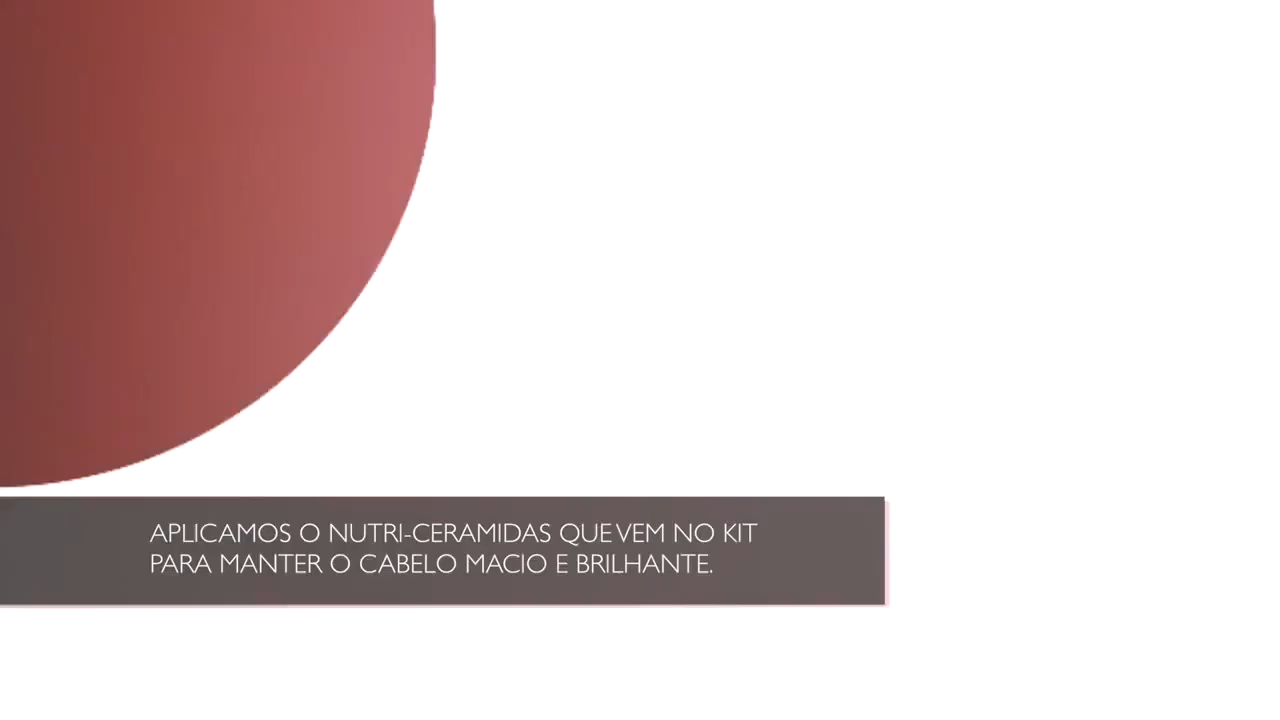 APLICAMOS O NUTRI-CERAMIDAS QUE VEM NO KIT
PARA MANTER O CABELO MACIO E BRILHANTE.